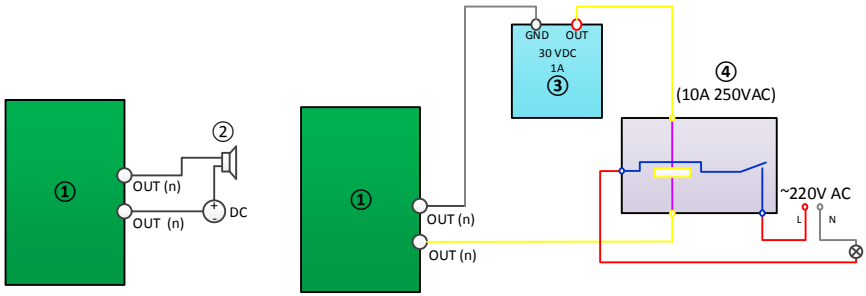 ①
OUT (n)
OUT (n)
②
+
-
DC
①
OUT (n)
OUT (n)
GND OUT
30 VDC
1A
③
④
(10A 250VAC)
~220V AC
L N